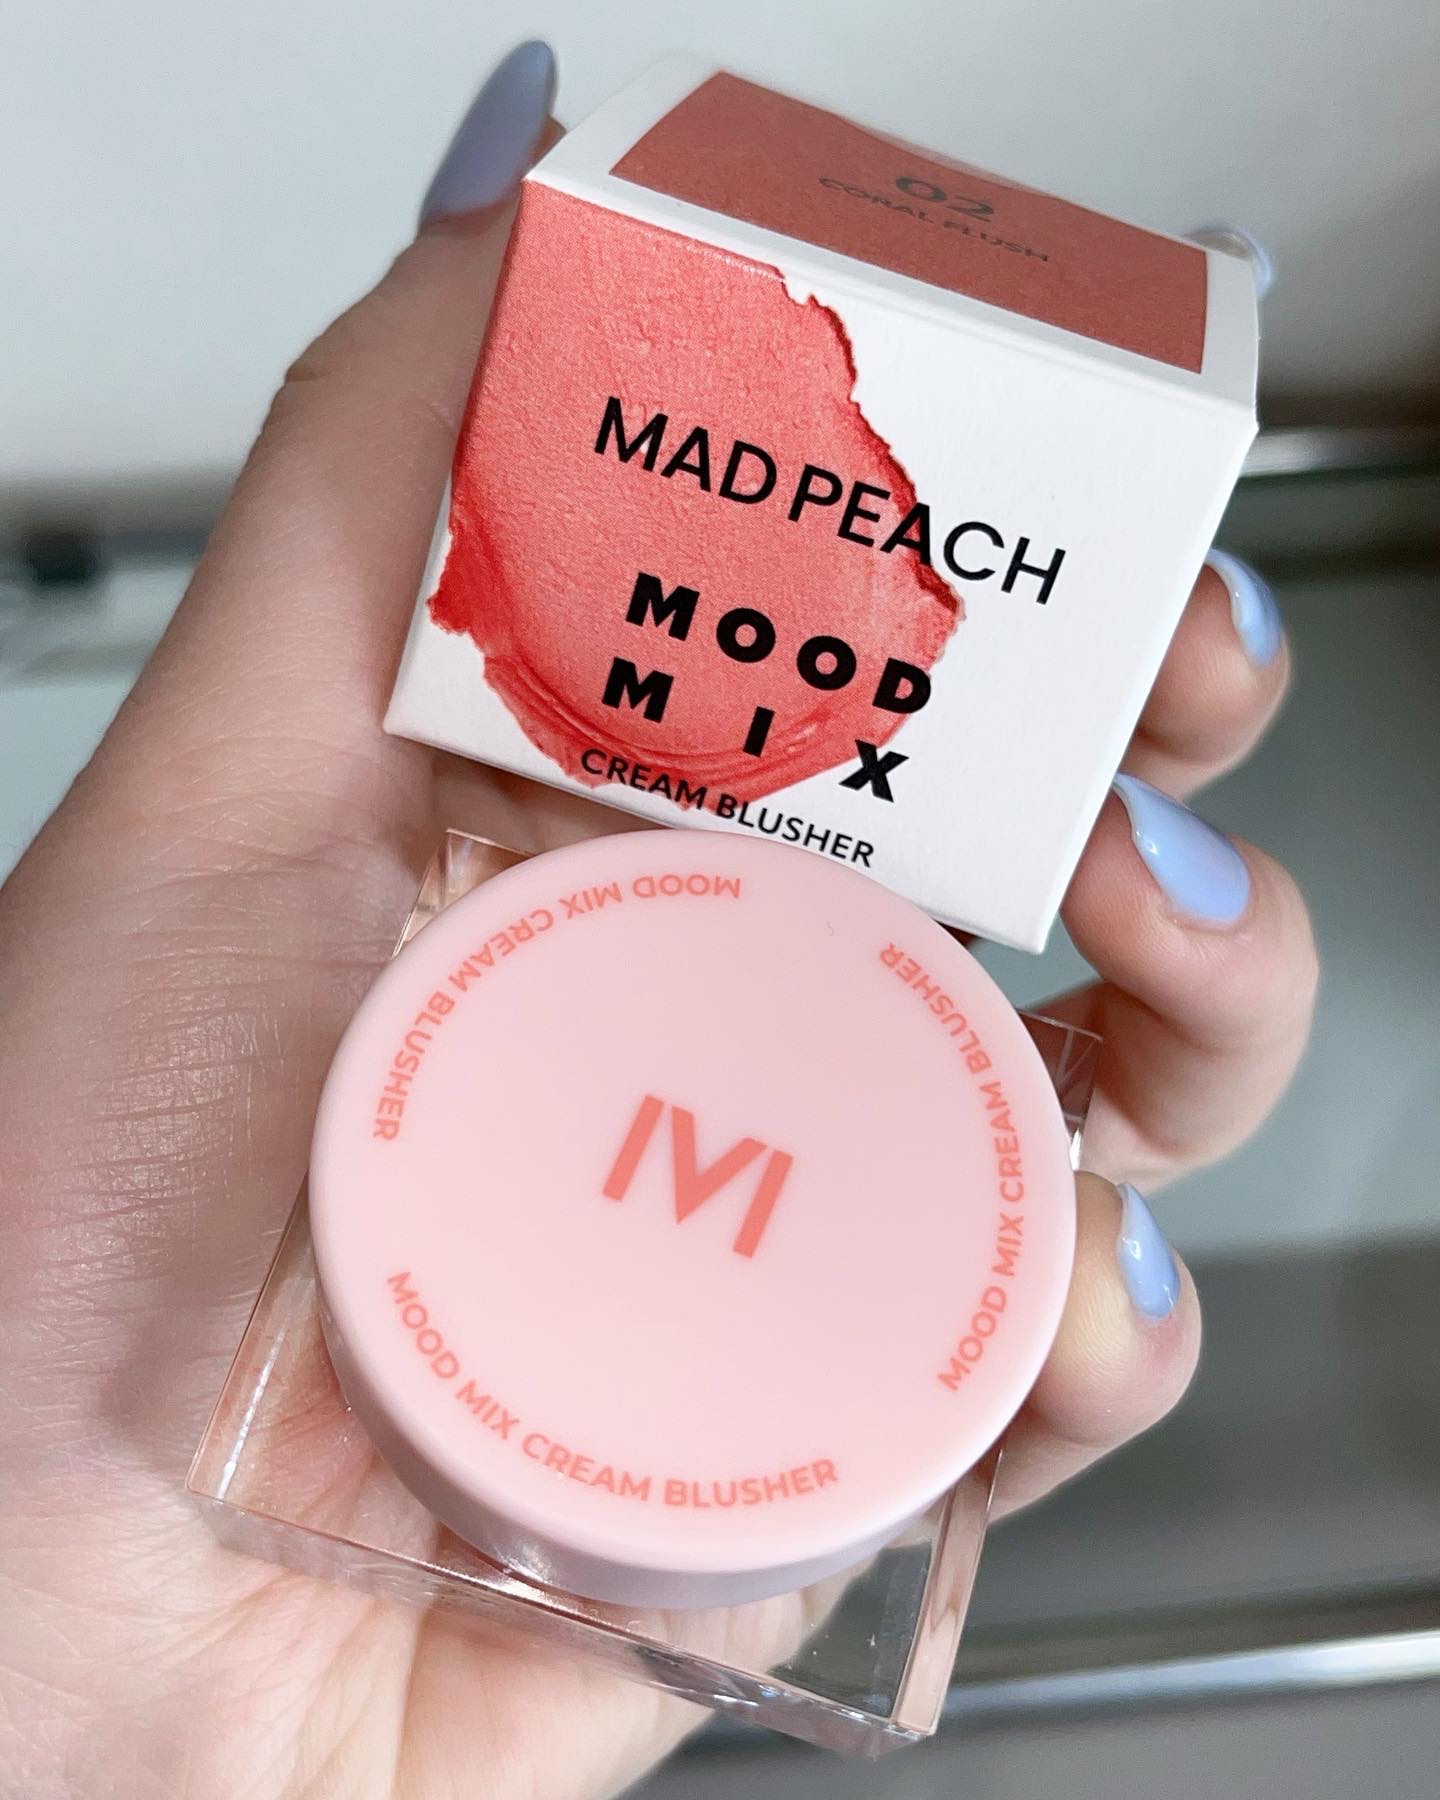 02
CORAL FLUSH
MAD PEACH
MOOD
MIX
CREAM BLUSHER
MOOD MIX CREAM BLUSHER
MOOD MIX CREAM BLUSHER
M
MOOD MIX CREAM BLUSHER